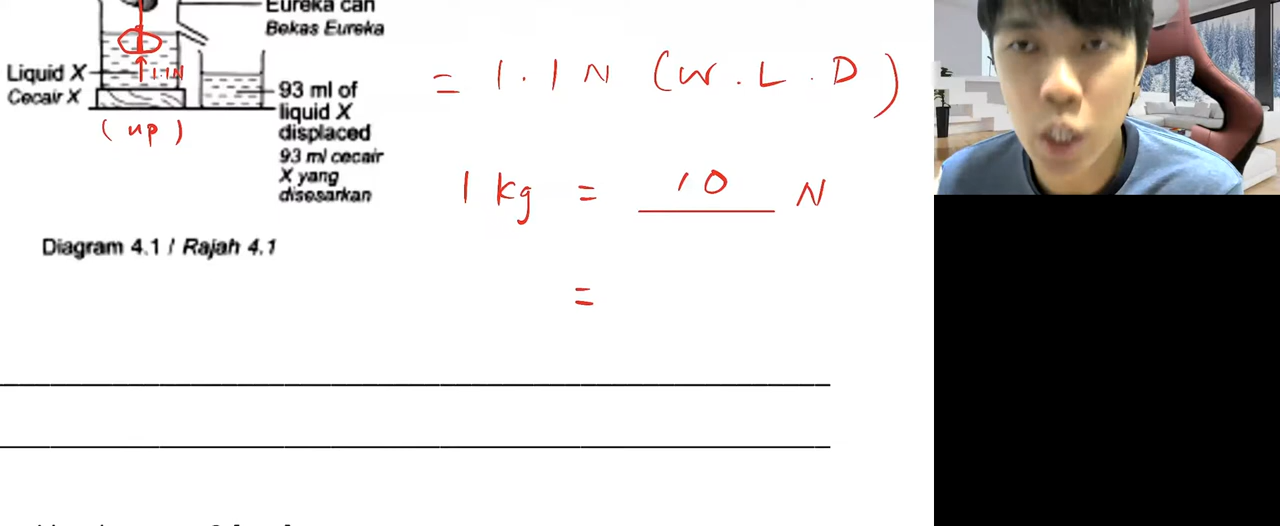 Eureka can
Bekas Eureka
Liquid X
Cecair X
1.1N
(up)
93 ml of
liquid X
displaced
93 ml cecair
X yang
disesarkan
Diagram 4.1 / Rajah 4.1
= 1.1 N (W.L.D)
1 kg = 10 N
=